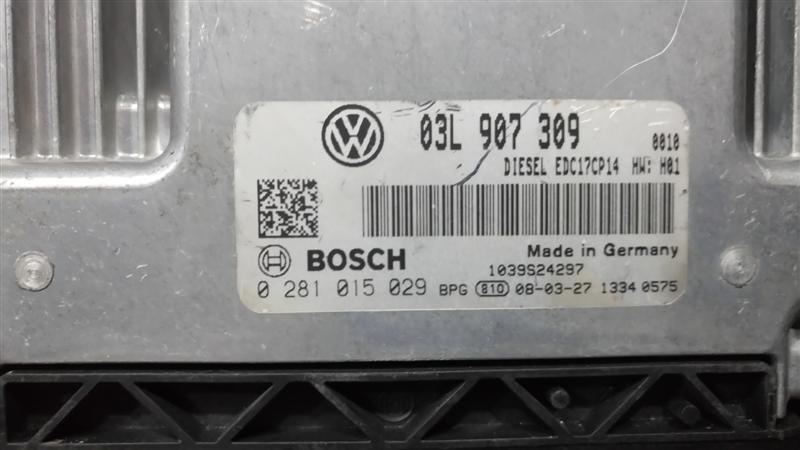 03L 907 309 0010
DIESEL EDC17CP14 HW: H01
BOSCH Made in Germany
1039S24297
0 281 015 029 BPG 810 08-03-27 1334 0575